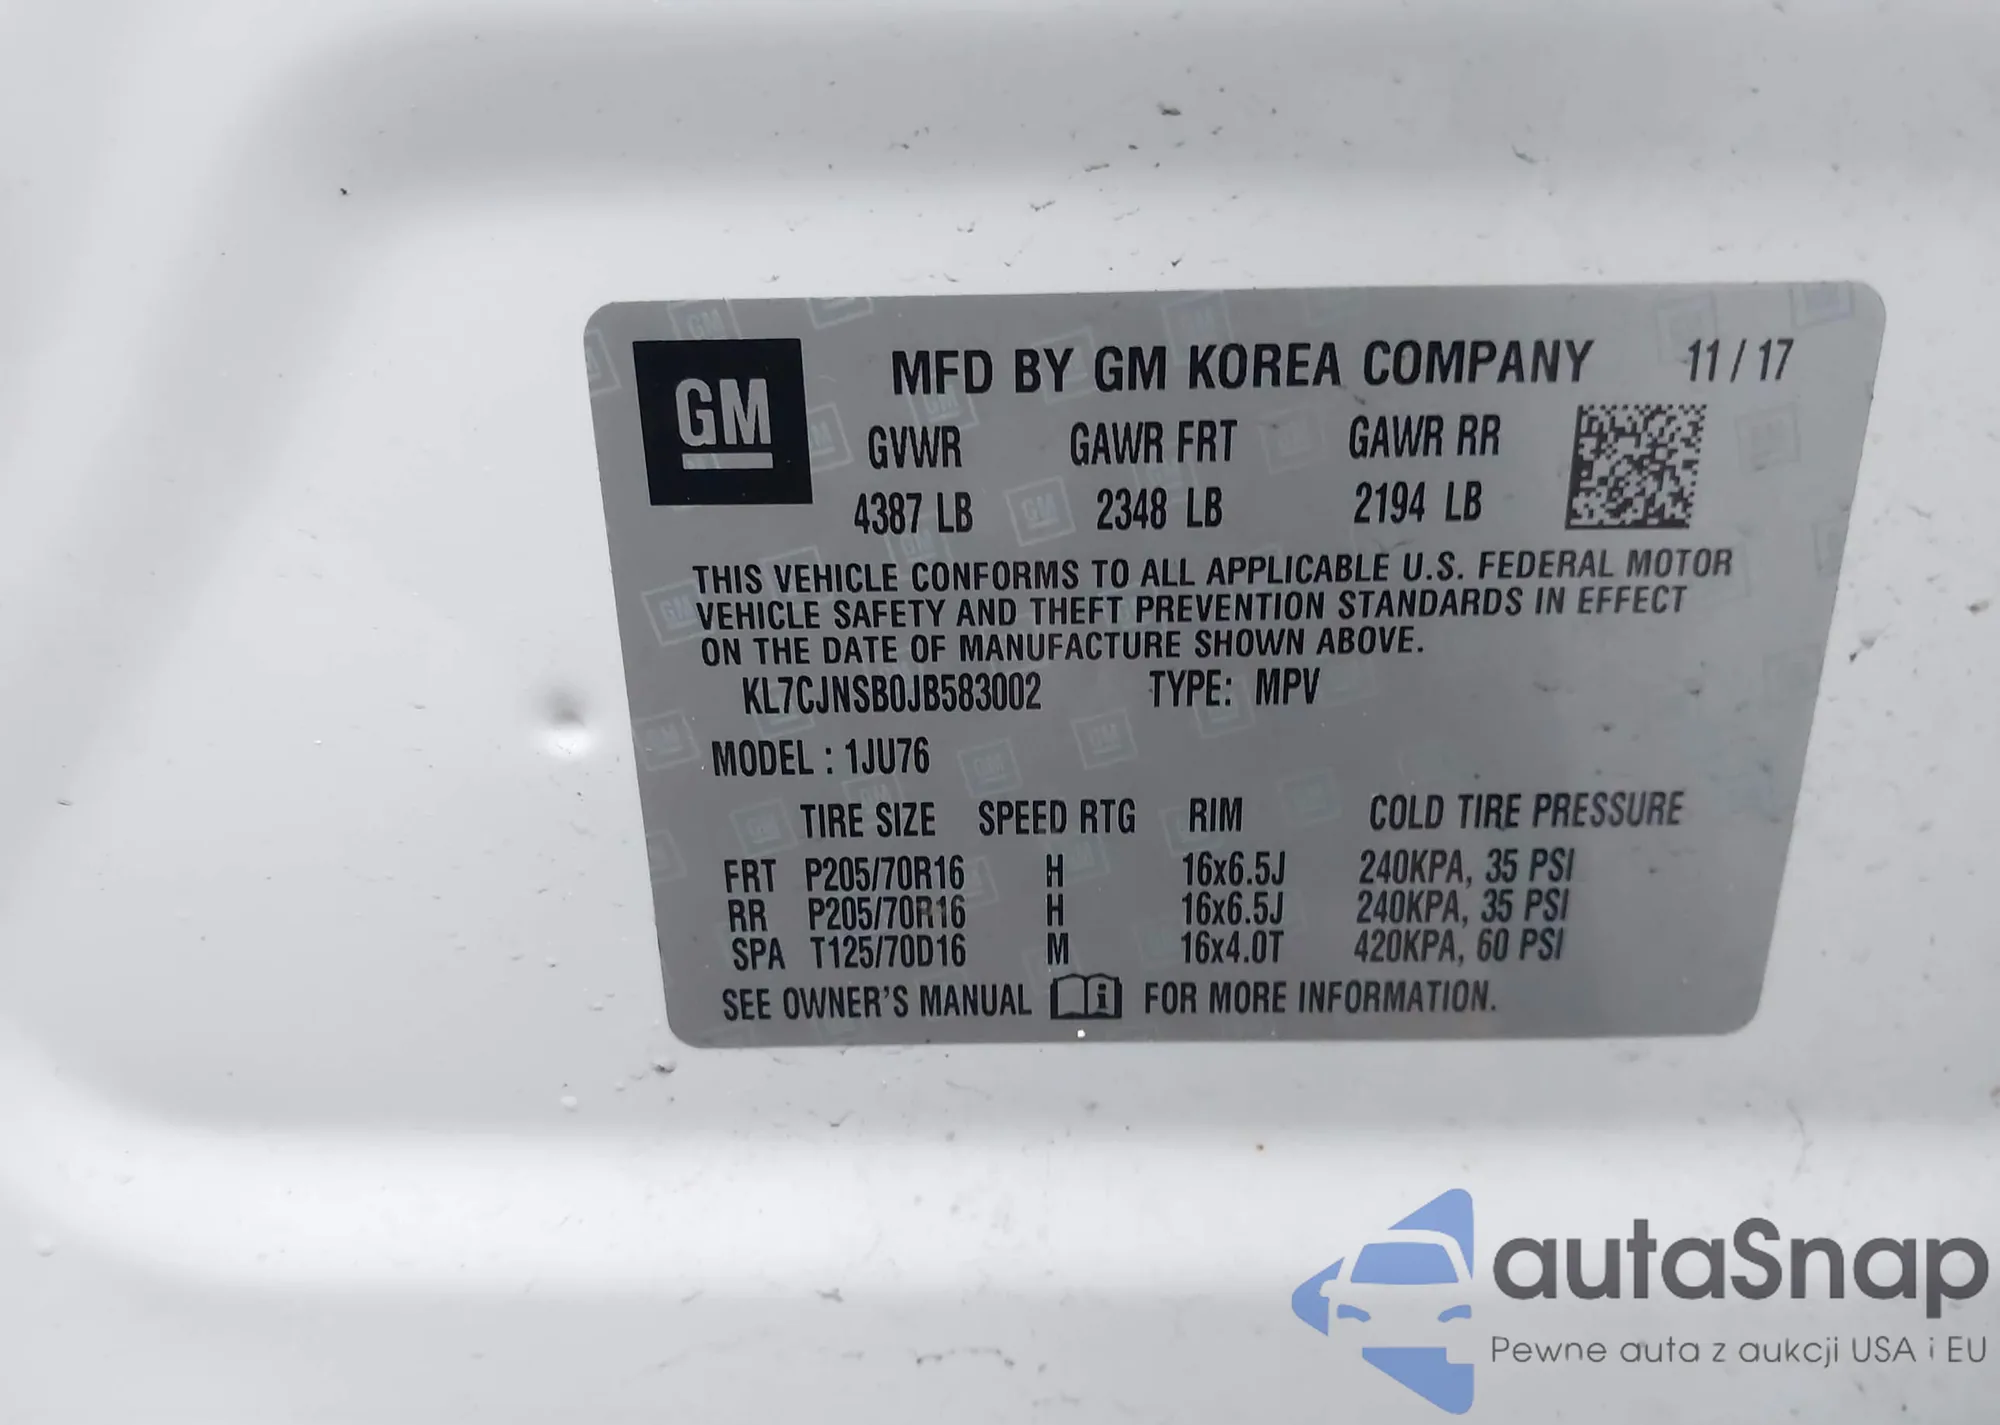 GM
MFD BY GM KOREA COMPANY 11 / 17
GVWR GAWR FRT GAWR RR
4387 LB 2348 LB 2194 LB
THIS VEHICLE CONFORMS TO ALL APPLICABLE U.S. FEDERAL MOTOR
VEHICLE SAFETY AND THEFT PREVENTION STANDARDS IN EFFECT
ON THE DATE OF MANUFACTURE SHOWN ABOVE.
KL7CJNSB0JB583002 TYPE: MPV
MODEL : 1JU76
TIRE SIZE SPEED RTG RIM COLD TIRE PRESSURE
FRT P205/70R16 H 16x6.5J 240KPA, 35 PSI
RR P205/70R16 H 16x6.5J 240KPA, 35 PSI
SPA T125/70D16 M 16x4.0T 420KPA, 60 PSI
SEE OWNER'S MANUAL i FOR MORE INFORMATION.
autaSnap
Pewne auta z aukcji USA i EU